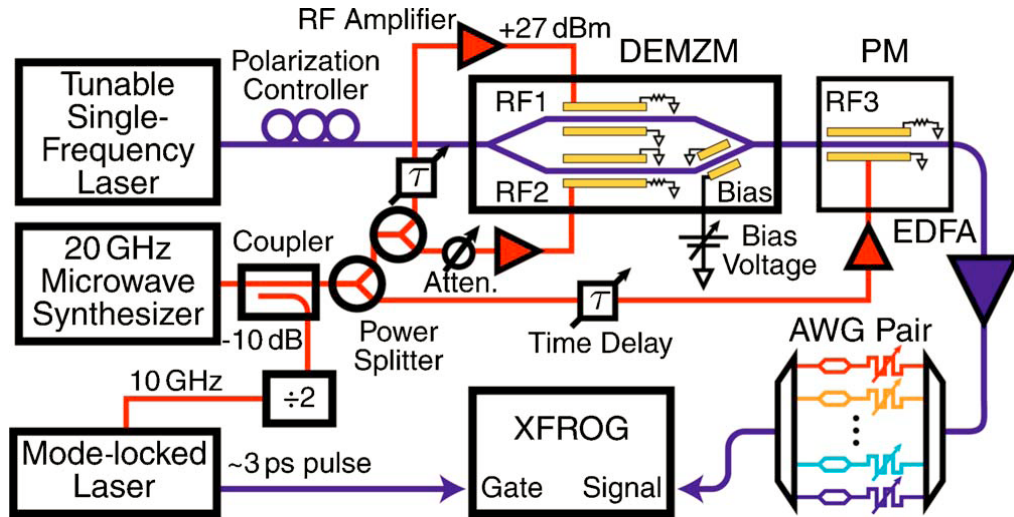 RF Amplifier
+27 dBm
DEMZM
PM
Tunable
Single-
Frequency
Laser
Polarization
Controller
RF1
RF2
Bias
RF3
τ
20 GHz
Microwave
Synthesizer
Coupler
-10 dB
Atten.
Bias
Voltage
EDFA
Power
Splitter
τ
Time Delay
AWG Pair
10 GHz
÷2
Mode-locked
Laser
~3 ps pulse
XFROG
Gate
Signal